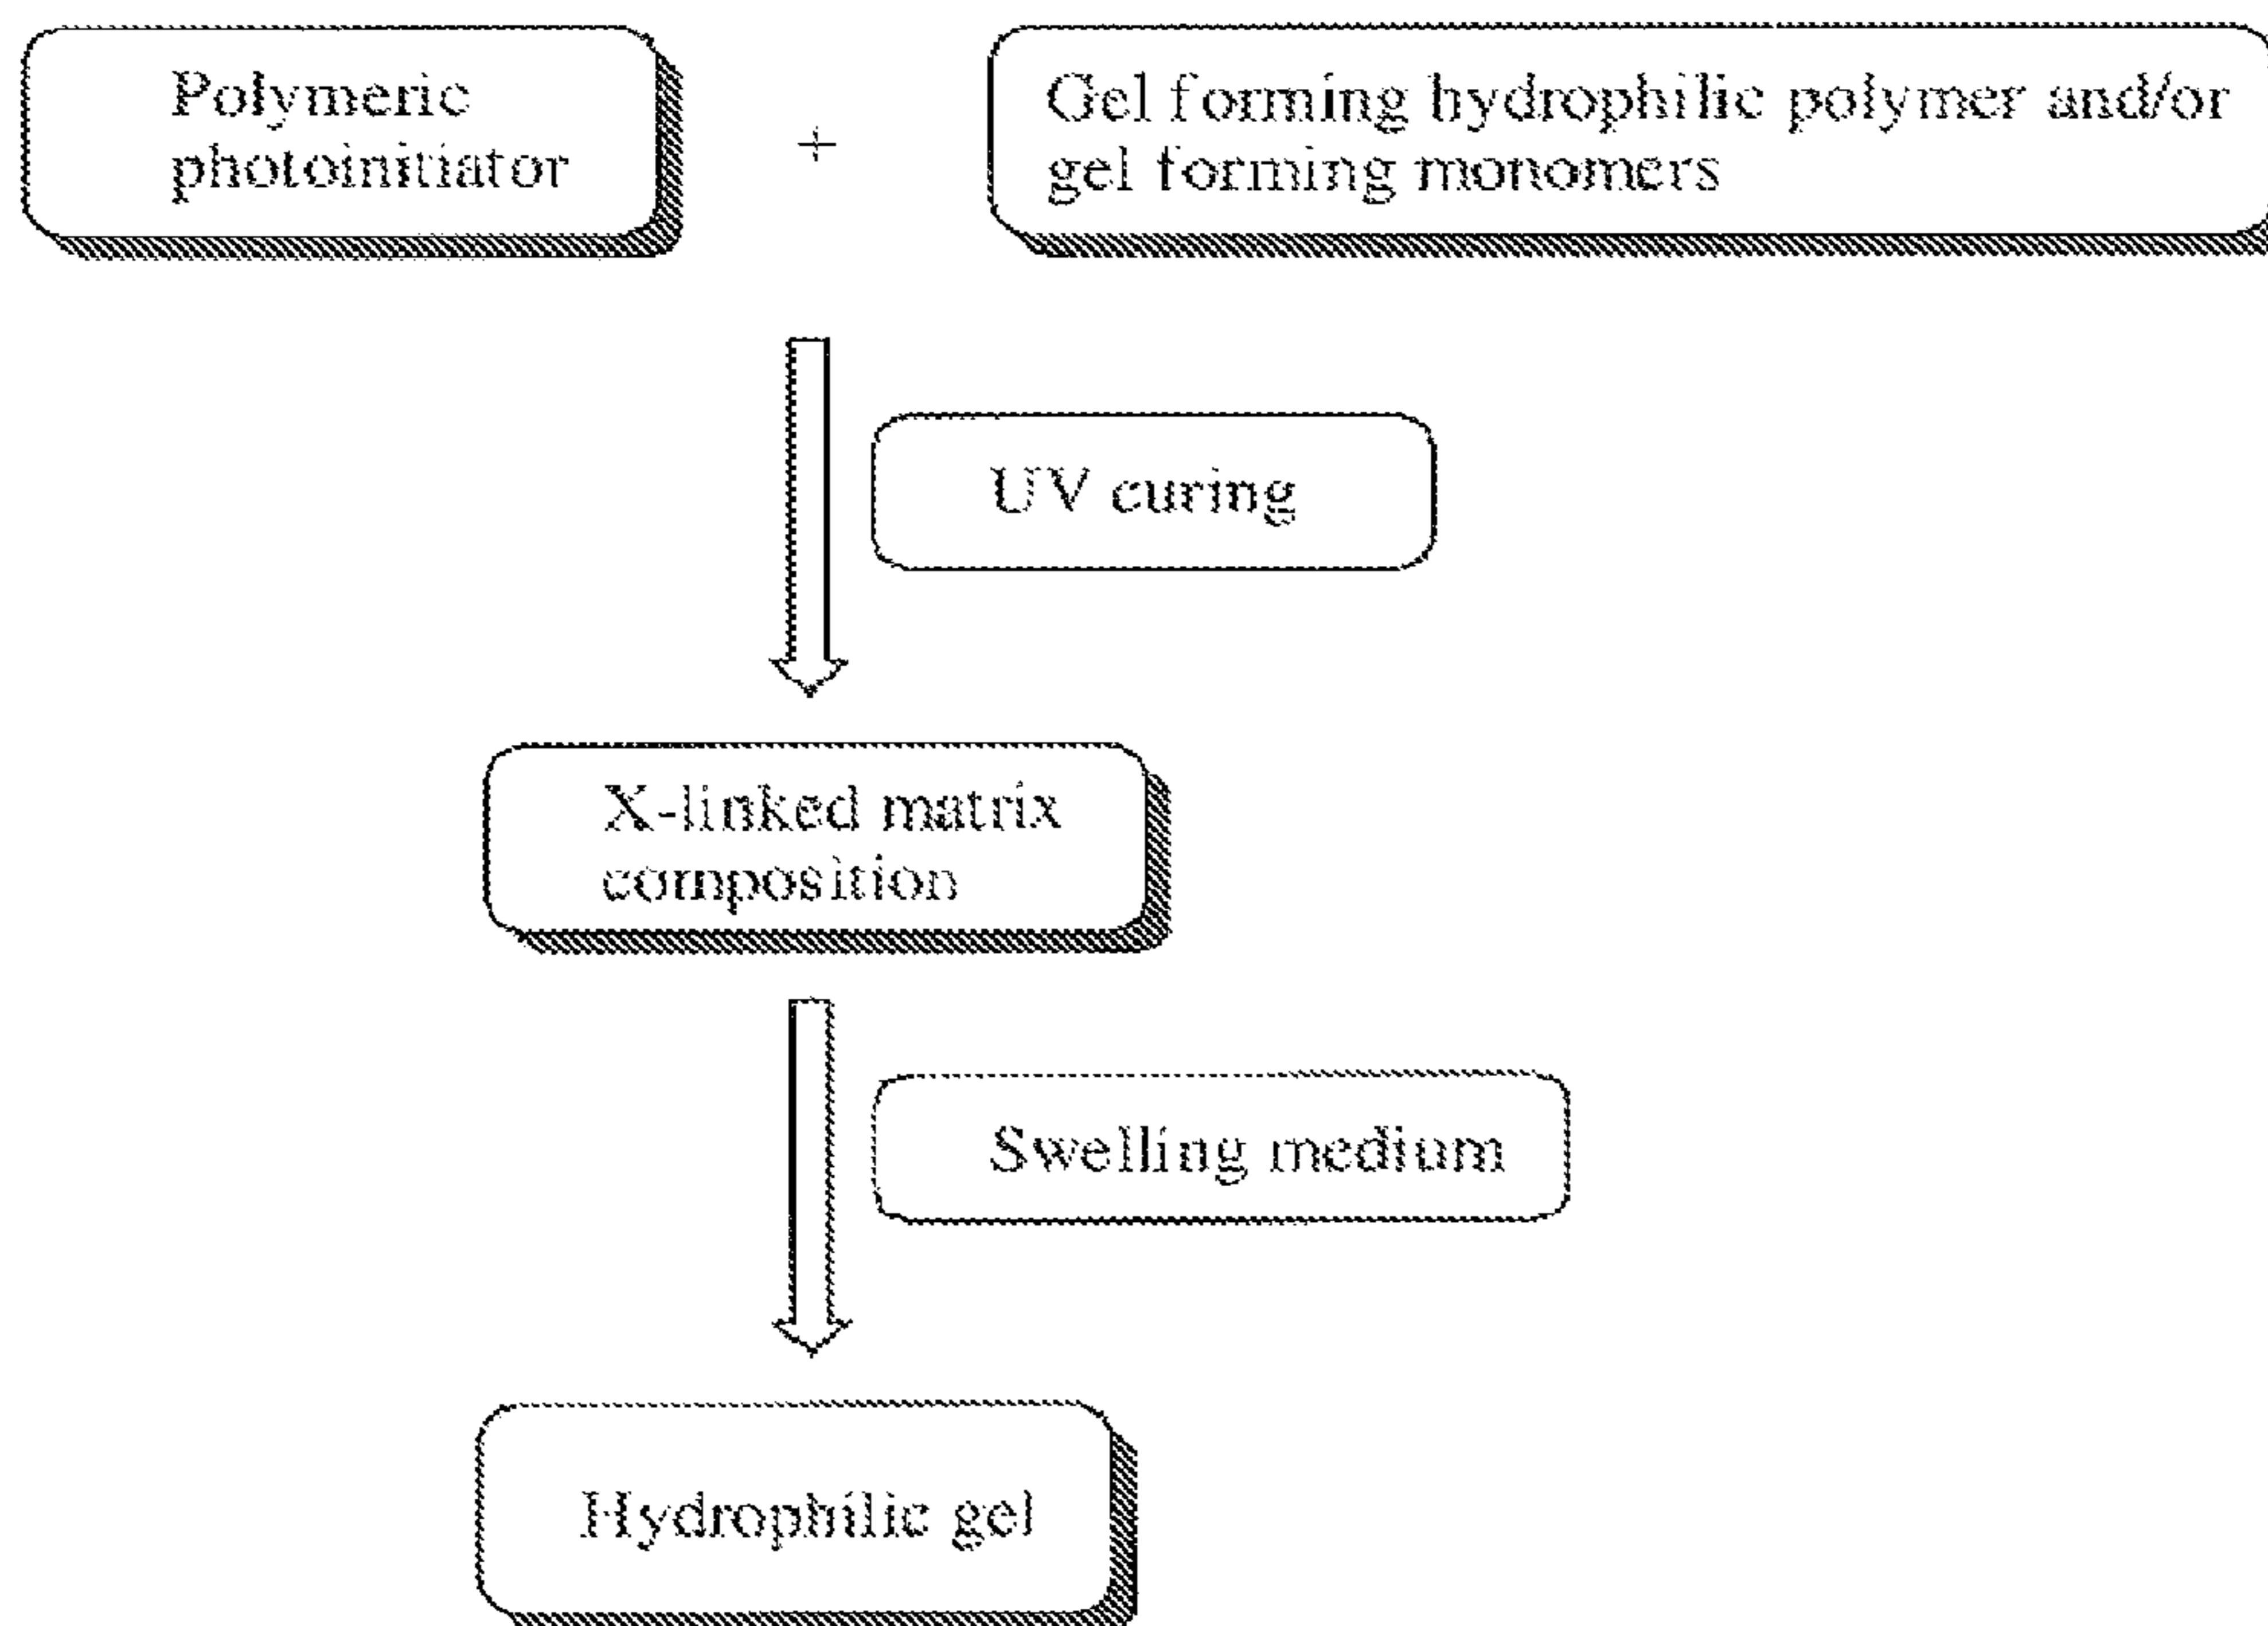 Polymeric
photoinitiator
+
Gel forming hydrophilic polymer and/or
gel forming monomers
UV curing
X-linked matrix
composition
Swelling medium
Hydrophilic gel